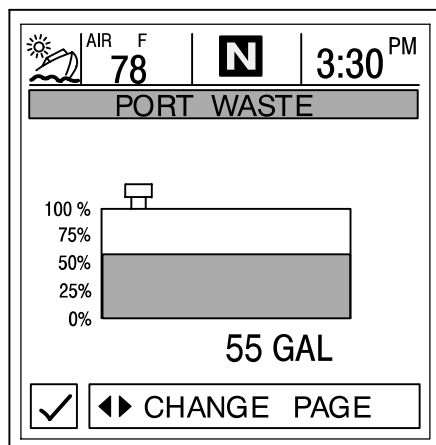 AIR F
78
N
3:30 PM
PORT WASTE
100 %
75%
50%
25%
0%
55 GAL
CHANGE PAGE